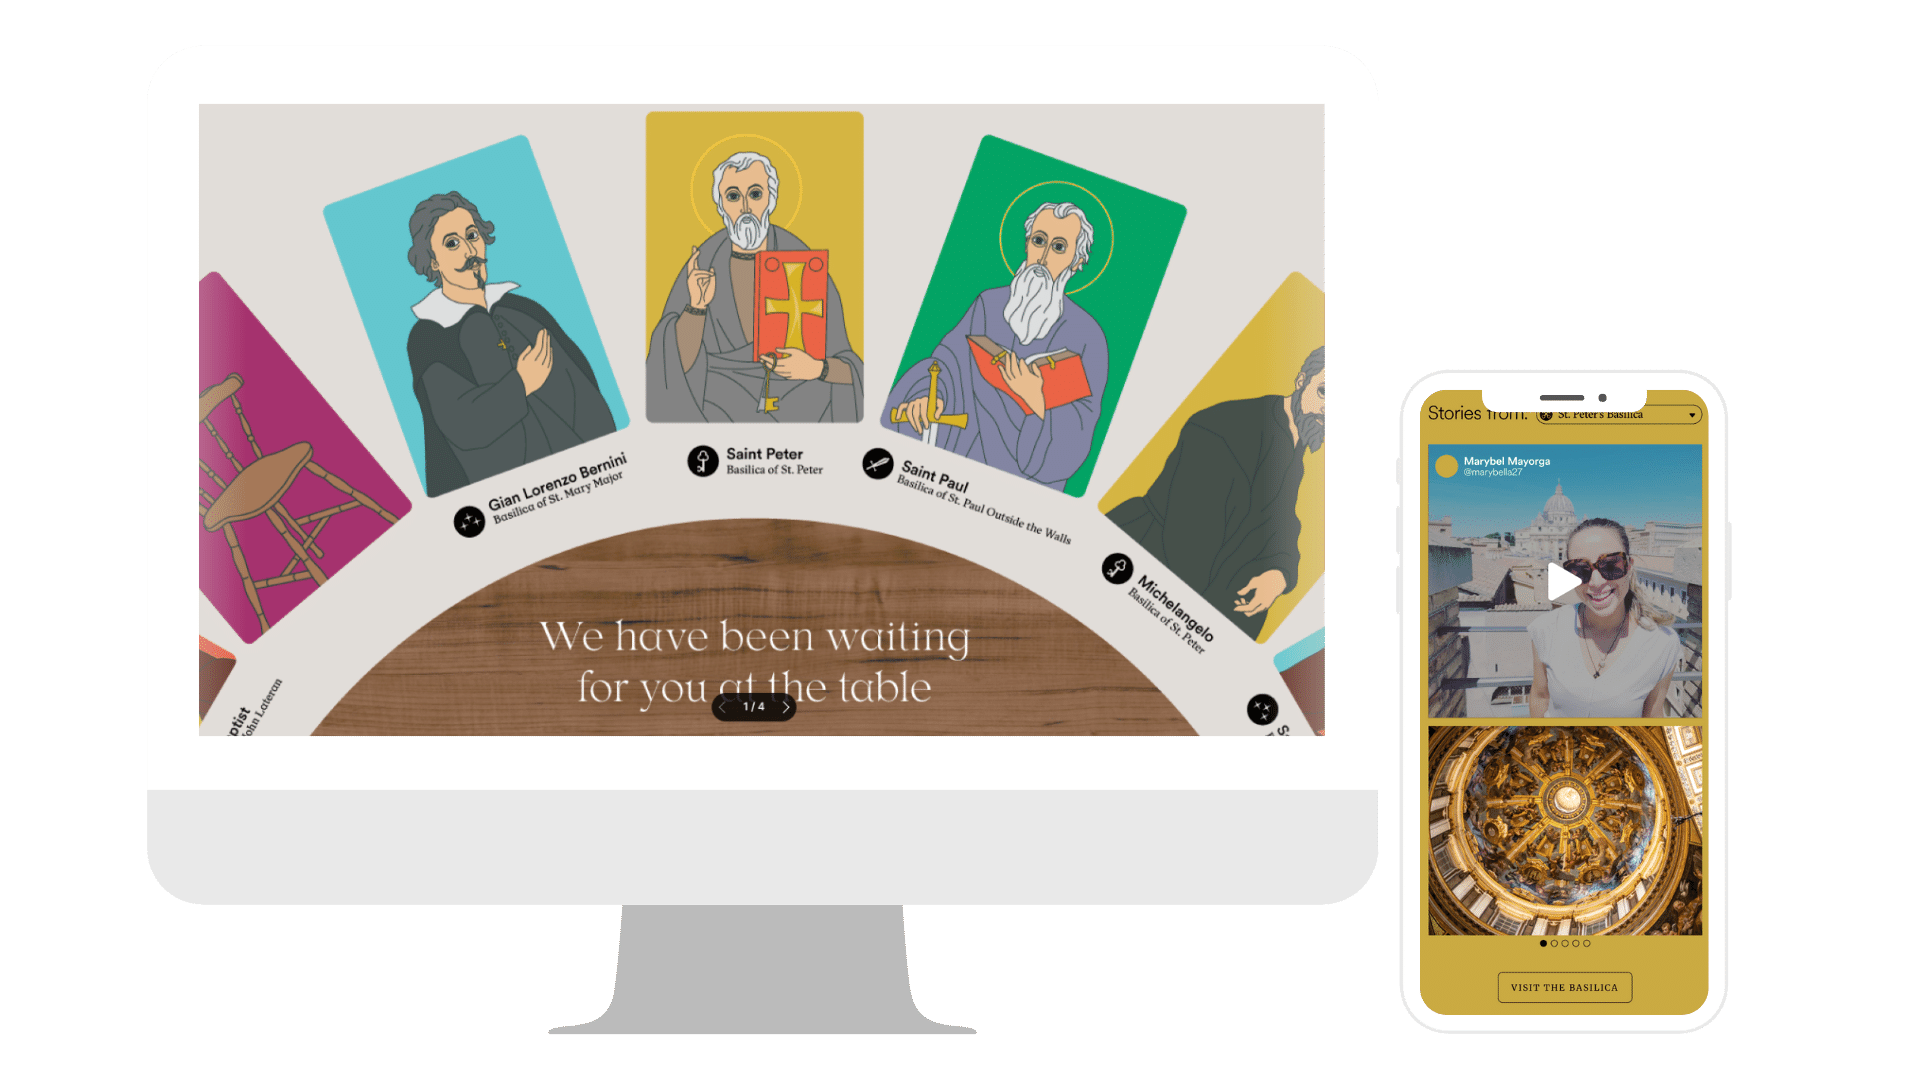 Gian Lorenzo Bernini
Basilica of St. Mary Major
Saint Peter
Basilica of St. Peter
Saint Paul
Basilica of St. Paul Outside the Walls
Michelangelo
Basilica of St. Peter
John Lateran
We have been waiting
for you at the table
1/4
Stories from:
St. Peter's Basilica
Marybel Mayorga
@marybella27
VISIT THE BASILICA